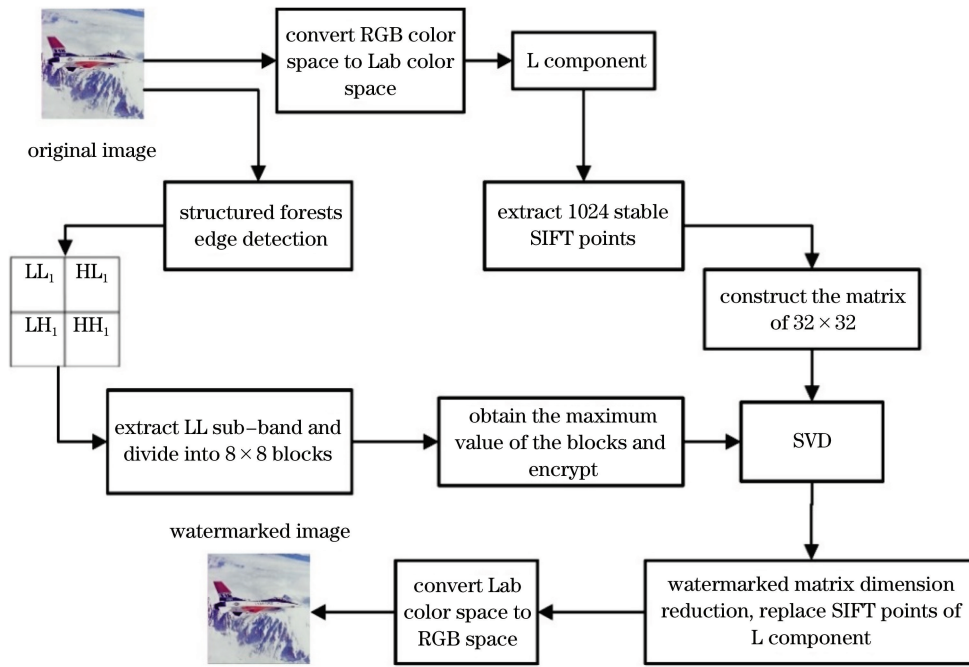 convert RGB color
space to Lab color
space
L component
original image
structured forests
edge detection
extract 1024 stable
SIFT points
LL₁
HL₁
LH₁
HH₁
construct the matrix
of 32×32
extract LL sub-band and
divide into 8×8 blocks
obtain the maximum
value of the blocks and
encrypt
SVD
watermarked image
convert Lab
color space to
RGB space
watermarked matrix dimension
reduction, replace SIFT points of
L component